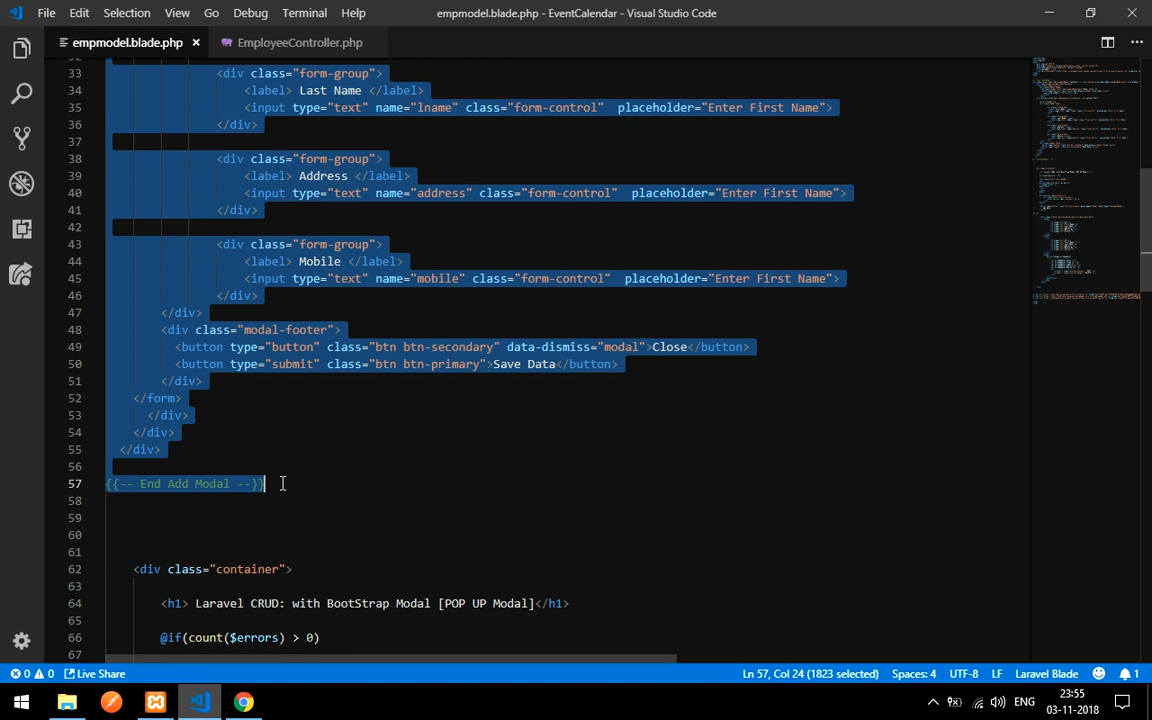 File Edit Selection View Go Debug Terminal Help empmodel.blade.php - EventCalendar - Visual Studio Code
empmodel.blade.php × EmployeeController.php
33 <div class="form-group">
34 <label> Last Name </label>
35 <input type="text" name="lname" class="form-control"  placeholder="Enter First Name">
36 </div>
37
38 <div class="form-group">
39 <label> Address </label>
40 <input type="text" name="address" class="form-control"  placeholder="Enter First Name">
41 </div>
42
43 <div class="form-group">
44 <label> Mobile </label>
45 <input type="text" name="mobile" class="form-control"  placeholder="Enter First Name">
46 </div>
47 </div>
48 <div class="modal-footer">
49 <button type="button" class="btn btn-secondary" data-dismiss="modal">Close</button>
50 <button type="submit" class="btn btn-primary">Save Data</button>
51 </div>
52 </form>
53 </div>
54 </div>
55 </div>
56
57 {{-- End Add Modal --}}
58
59
60
61
62 <div class="container">
63
64 <h1> Laravel CRUD: with BootStrap Modal [POP UP Modal]</h1>
65
66 @if(count($errors) > 0)
67
0 0 Live Share Ln 57, Col 24 (1823 selected) Spaces: 4 UTF-8 LF Laravel Blade 1
ENG 23:55
03-11-2018